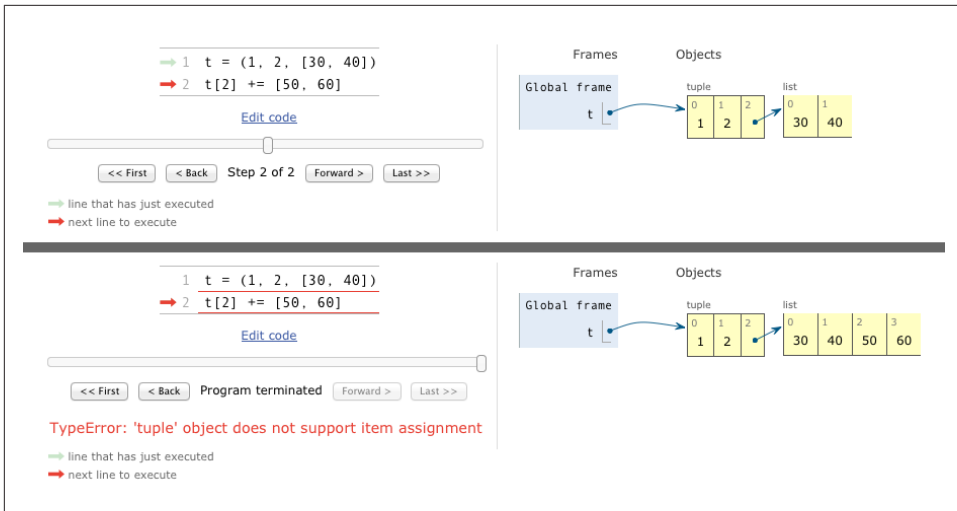 Frames Objects
1 t = (1, 2, [30, 40])
2 t[2] += [50, 60]
Edit code
<< First < Back Step 2 of 2 Forward > Last >>
line that has just executed
next line to execute
Global frame
t
tuple list
0 1 2 0 1
1 2 30 40
Frames Objects
1 t = (1, 2, [30, 40])
2 t[2] += [50, 60]
Edit code
<< First < Back Program terminated Forward > Last >>
TypeError: 'tuple' object does not support item assignment
line that has just executed
next line to execute
Global frame
t
tuple list
0 1 2 0 1 2 3
1 2 30 40 50 60